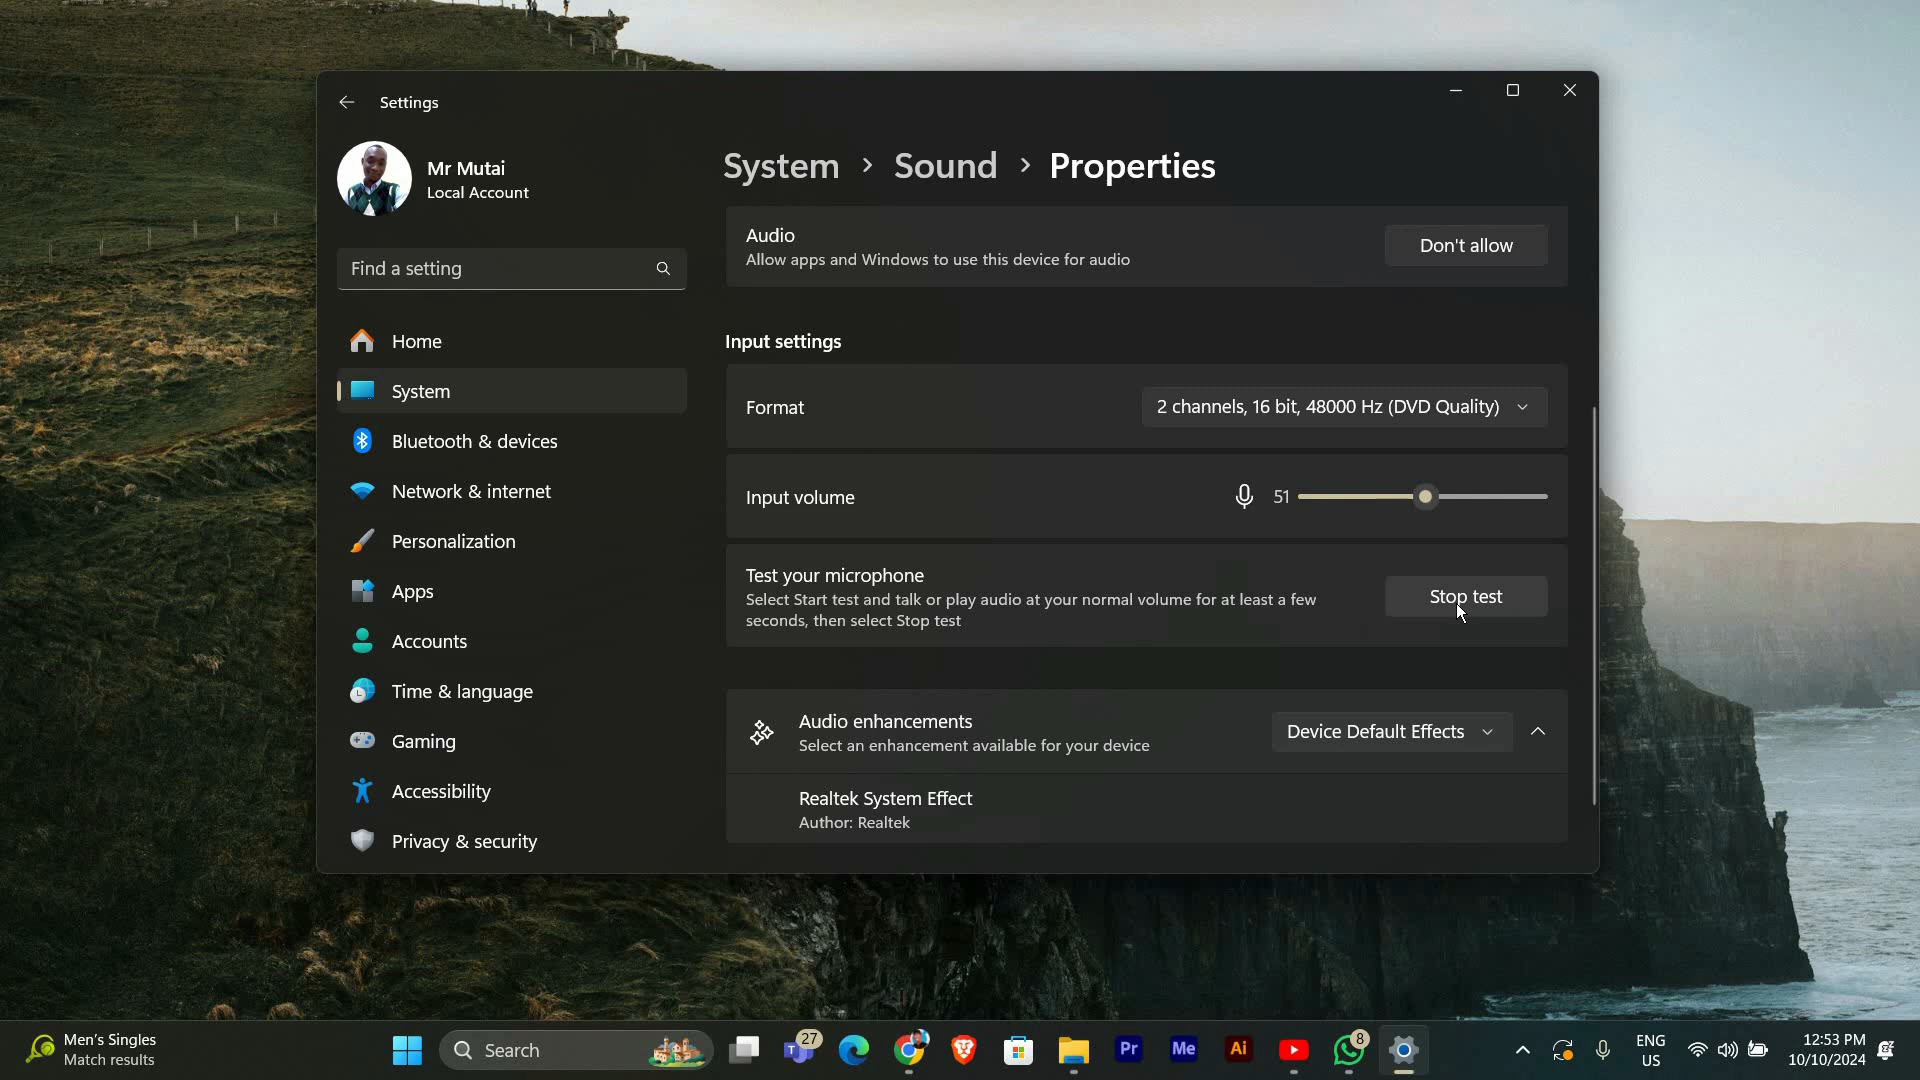 Settings
Mr Mutai
Local Account
Find a setting
Home
System
Bluetooth & devices
Network & internet
Personalization
Apps
Accounts
Time & language
Gaming
Accessibility
Privacy & security
System > Sound > Properties
Audio
Allow apps and Windows to use this device for audio
Don't allow
Input settings
Format
2 channels, 16 bit, 48000 Hz (DVD Quality)
Input volume
51
Test your microphone
Select Start test and talk or play audio at your normal volume for at least a few
seconds, then select Stop test
Stop test
Audio enhancements
Select an enhancement available for your device
Device Default Effects
Realtek System Effect
Author: Realtek
Men's Singles
Match results
Search
27
T
Pr
Me
Ai
8
ENG
US
12:53 PM
10/10/2024